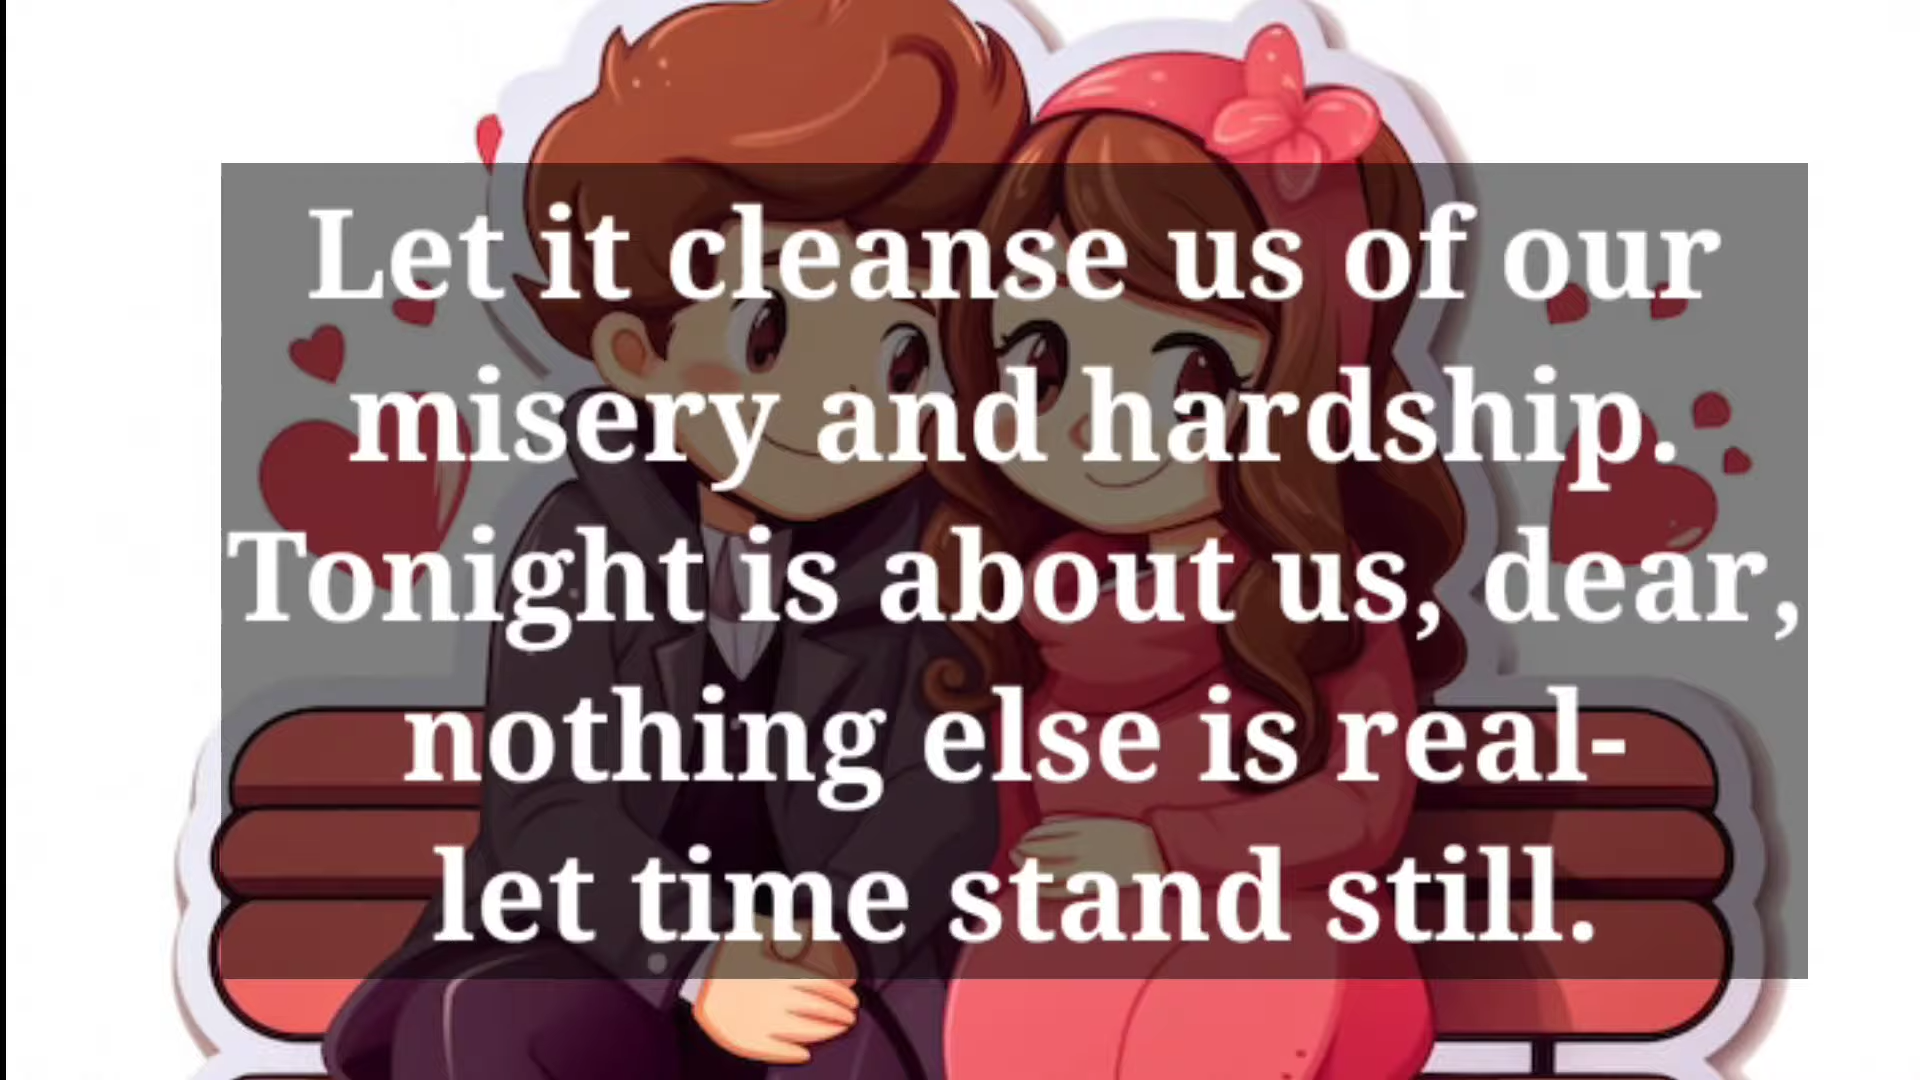 Let it cleanse us of our
misery and hardship.
Tonight is about us, dear,
nothing else is real-
let time stand still.